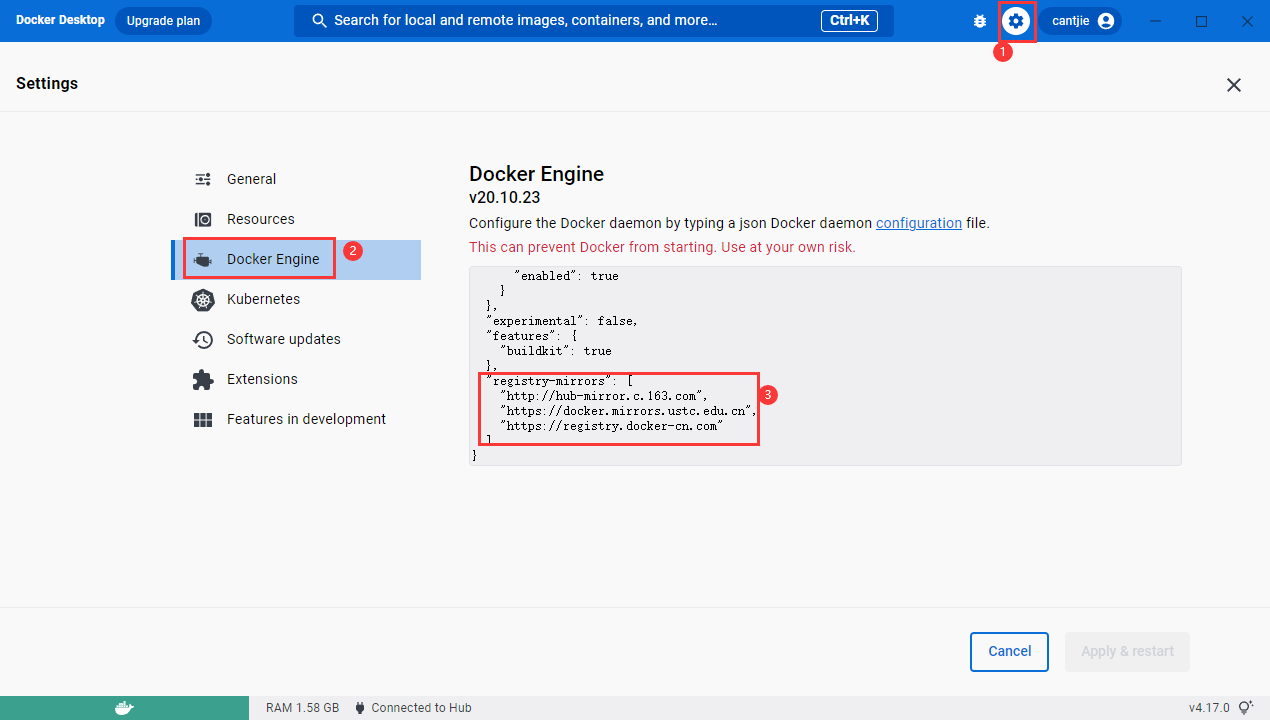 Docker Desktop
Upgrade plan
Search for local and remote images, containers, and more...
Ctrl+K
cantjie
1
Settings
General
Resources
Docker Engine
2
Kubernetes
Software updates
Extensions
Features in development
Docker Engine
v20.10.23
Configure the Docker daemon by typing a json Docker daemon configuration file.
This can prevent Docker from starting. Use at your own risk.
"enabled": true
}
},
"experimental": false,
"features": {
"buildkit": true
},
"registry-mirrors": [
"http://hub-mirror.c.163.com",
"https://docker.mirrors.ustc.edu.cn",
"https://registry.docker-cn.com"
]
}
3
Cancel
Apply & restart
RAM 1.58 GB
Connected to Hub
v4.17.0